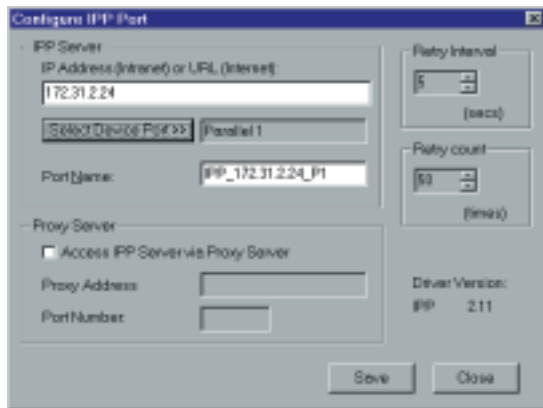 Configure IPP Port
IPP Server
IP Address (Intranet) or URL (Internet):
172.31.2.24
Select Device Port >> Parallel 1
Port Name: IPP_172.31.2.24_P1
Retry Interval
5
(secs)
Retry count
50
(times)
Proxy Server
Access IPP Server via Proxy Server
Proxy Address
Port Number:
Driver Version:
IPP 2.11
Save Close